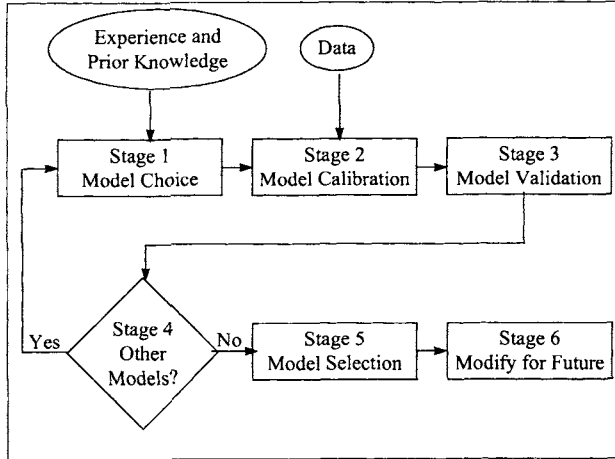 Experience and
Prior Knowledge
Data
Stage 1
Model Choice
Stage 2
Model Calibration
Stage 3
Model Validation
Yes
Stage 4
Other
Models?
No
Stage 5
Model Selection
Stage 6
Modify for Future